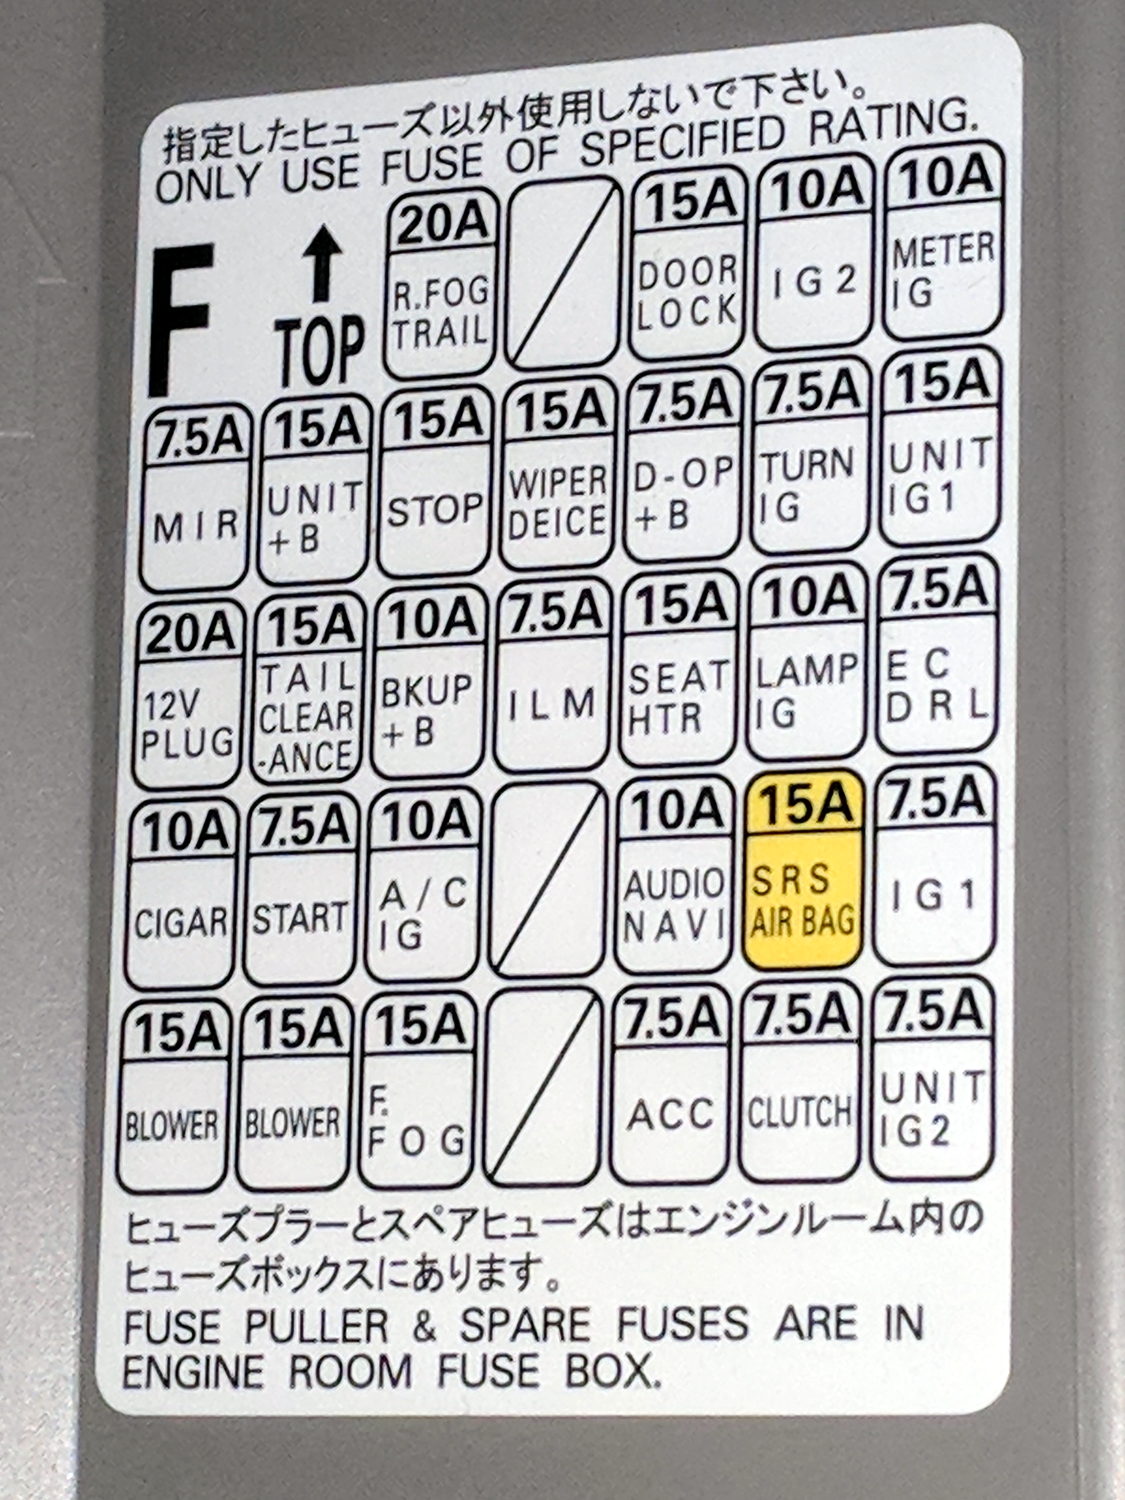 指定したヒューズ以外使用しないで下さい。
ONLY USE FUSE OF SPECIFIED RATING.
F
TOP
20A
R.FOG
TRAIL
15A
DOOR
LOCK
10A
IG2
10A
METER
IG
7.5A
MIR
15A
UNIT
+B
15A
STOP
15A
WIPER
DEICE
7.5A
D-OP
+B
7.5A
TURN
IG
15A
UNIT
IG1
20A
12V
PLUG
15A
TAIL
CLEAR
-ANCE
10A
BKUP
+B
7.5A
ILM
15A
SEAT
HTR
10A
LAMP
IG
7.5A
EC
DRL
10A
CIGAR
7.5A
START
10A
A/C
IG
10A
AUDIO
NAVI
15A
SRS
AIR BAG
7.5A
IG1
15A
BLOWER
15A
BLOWER
15A
F.
FOG
7.5A
ACC
7.5A
CLUTCH
7.5A
UNIT
IG2
ヒューズプラーとスペアヒューズはエンジンルーム内の
ヒューズボックスにあります。
FUSE PULLER & SPARE FUSES ARE IN
ENGINE ROOM FUSE BOX.